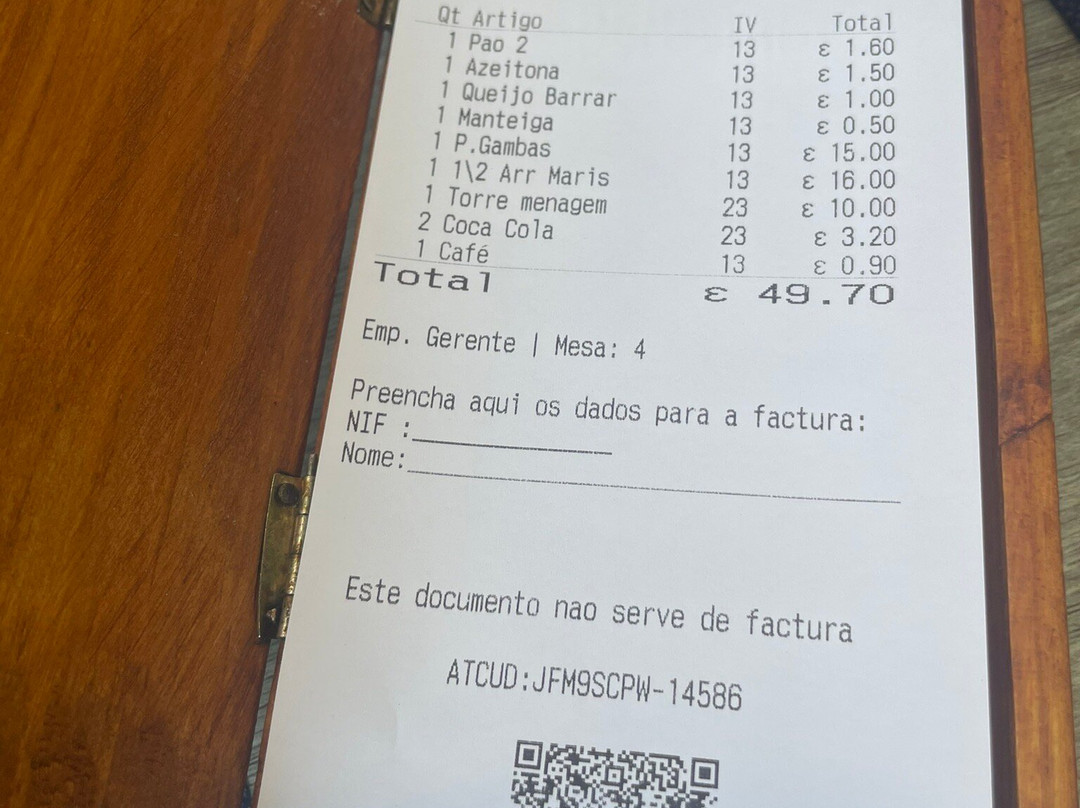 Qt Artigo IV Total
1 Pao 2 13 ε 1.60
1 Azeitona 13 ε 1.50
1 Queijo Barrar 13 ε 1.00
1 Manteiga 13 ε 0.50
1 P.Gambas 13 ε 15.00
1 1\2 Arr Maris 13 ε 16.00
1 Torre menagem 23 ε 10.00
2 Coca Cola 23 ε 3.20
1 Café 13 ε 0.90
Total ε 49.70
Emp. Gerente | Mesa: 4
Preencha aqui os dados para a factura:
NIF :____________
Nome:______________________________
Este documento nao serve de factura
ATCUD:JFM9SCPW-14586